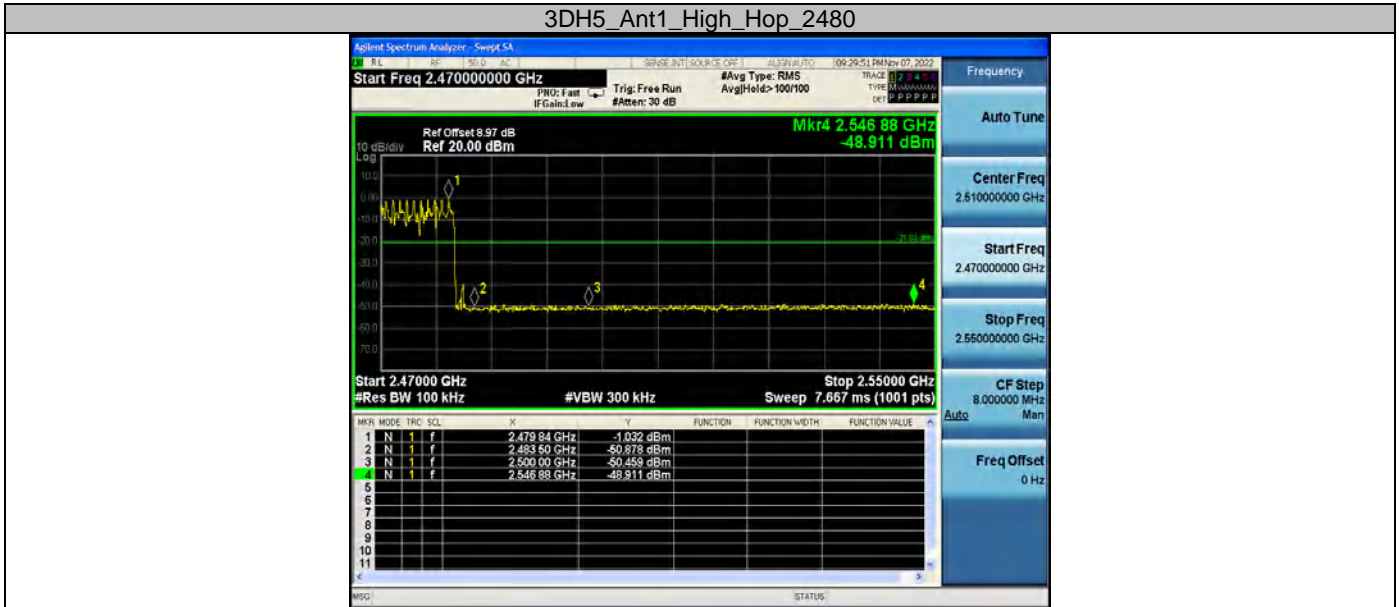 3DH5_Ant1_High_Hop_2480
Agilent Spectrum Analyzer - Swept SA
RL RF 50 Ω AC SENSE:INT SOURCE OFF ALIGN AUTO 09:29:51 PM Nov 07, 2022
Start Freq 2.470000000 GHz
PNO: Fast
IFGain:Low
Trig: Free Run
#Atten: 30 dB
#Avg Type: RMS
Avg|Hold:> 100/100
TRACE 1 2 3 4 5 6
TYPE
DET P P P P P P
Mkr4 2.546 88 GHz
-48.911 dBm
Ref Offset 8.97 dB
10 dB/div Ref 20.00 dBm
Log
10.0
0.00
-10.0
-20.0
-30.0
-40.0
-50.0
-60.0
-70.0
1
2
3
4
Start 2.47000 GHz Stop 2.55000 GHz
#Res BW 100 kHz #VBW 300 kHz Sweep 7.667 ms (1001 pts)
MKR MODE TRC SCL X Y FUNCTION FUNCTION WIDTH FUNCTION VALUE
1 N 1 f 2.479 84 GHz -1.032 dBm
2 N 1 f 2.483 50 GHz -50.878 dBm
3 N 1 f 2.500 00 GHz -50.459 dBm
4 N 1 f 2.546 88 GHz -48.911 dBm
5
6
7
8
9
10
11
MSG STATUS
Frequency
Auto Tune
Center Freq
2.510000000 GHz
Start Freq
2.470000000 GHz
Stop Freq
2.550000000 GHz
CF Step
8.000000 MHz
Auto Man
Freq Offset
0 Hz